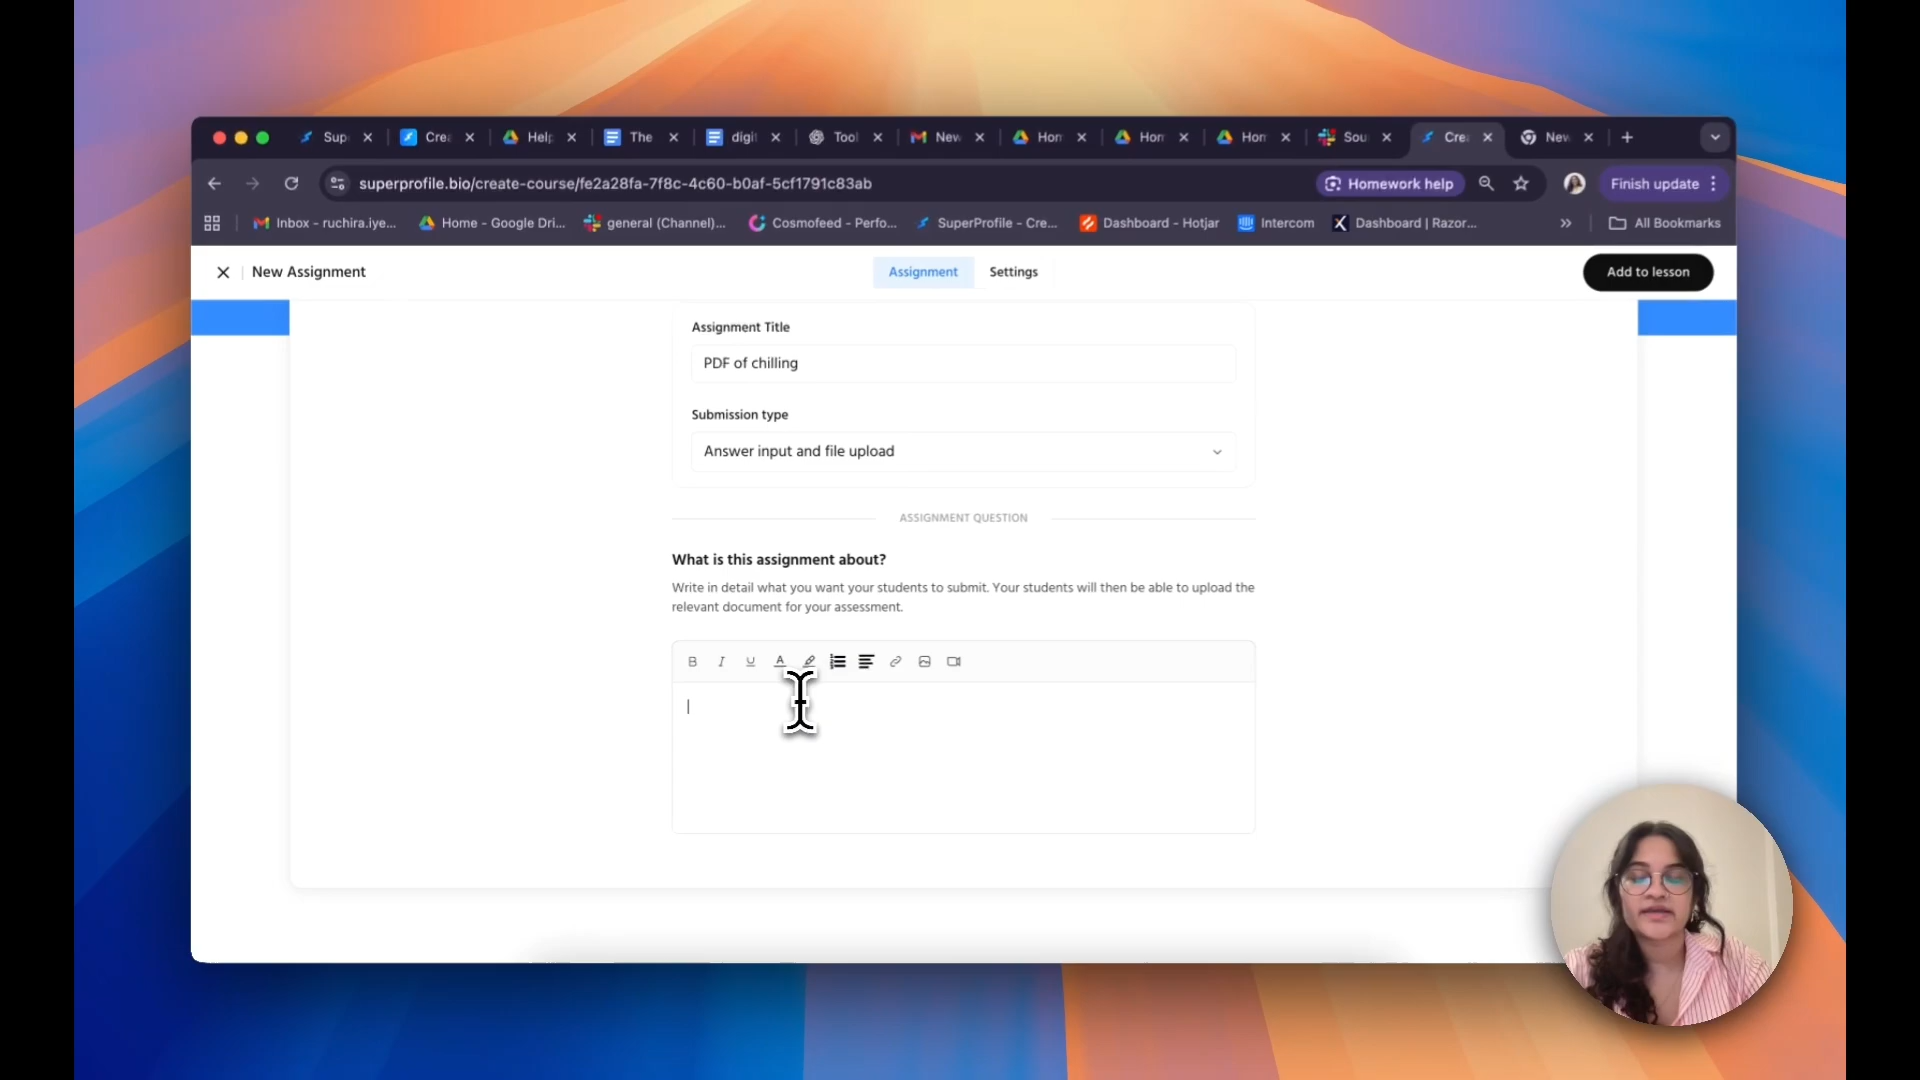 Sup
Crea
Help
The
digit
Tool
New
Hom
Hom
Hom
Sou
Crea
New
superprofile.bio/create-course/fe2a28fa-7f8c-4c60-b0af-5cf1791c83ab
Homework help
Finish update
Inbox - ruchira.iye...
Home - Google Dri...
general (Channel)...
Cosmofeed - Perfo...
SuperProfile - Cre...
Dashboard - Hotjar
Intercom
Dashboard | Razor...
All Bookmarks
New Assignment
Assignment
Settings
Add to lesson
Assignment Title
PDF of chilling
Submission type
Answer input and file upload
ASSIGNMENT QUESTION
What is this assignment about?
Write in detail what you want your students to submit. Your students will then be able to upload the
relevant document for your assessment.